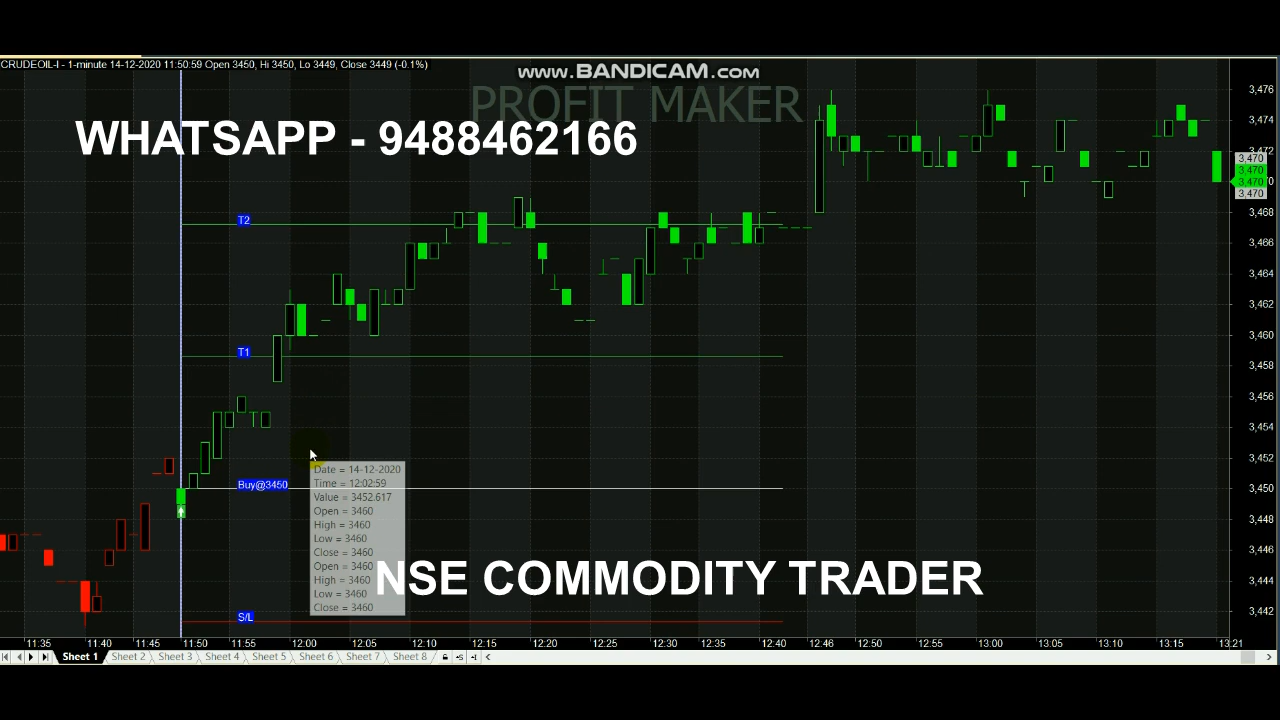 CRUDEOIL-I - 1-minute 14-12-2020 11:50:59 Open 3450, Hi 3450, Lo 3449, Close 3449 (-0.1%)
www.BANDICAM.com
PROFIT MAKER
WHATSAPP - 9488462166
3,476
3,474
3,472
3,470
3,470
3,470
3,470
3,468
3,466
3,464
3,462
3,460
3,458
3,456
3,454
3,452
3,450
3,448
3,446
3,444
3,442
T2
T1
Buy@3450
S/L
Date = 14-12-2020
Time = 12:02:59
Value = 3452.617
Open = 3460
High = 3460
Low = 3460
Close = 3460
Open = 3460
High = 3460
Low = 3460
Close = 3460
NSE COMMODITY TRADER
11:35 11:40 11:45 11:50 11:55 12:00 12:05 12:10 12:15 12:20 12:25 12:30 12:35 12:40 12:46 12:50 12:55 13:00 13:05 13:10 13:15 13:21
Sheet 1 Sheet 2 Sheet 3 Sheet 4 Sheet 5 Sheet 6 Sheet 7 Sheet 8